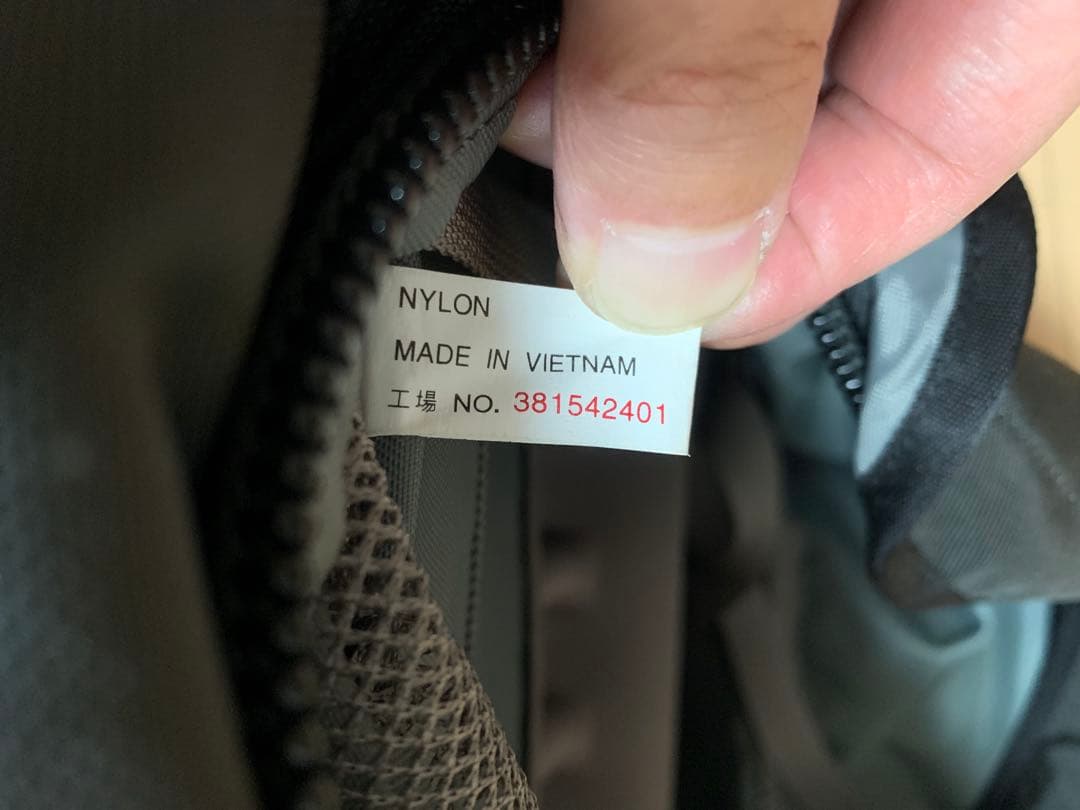 NYLON
MADE IN VIETNAM
工場 NO. 381542401